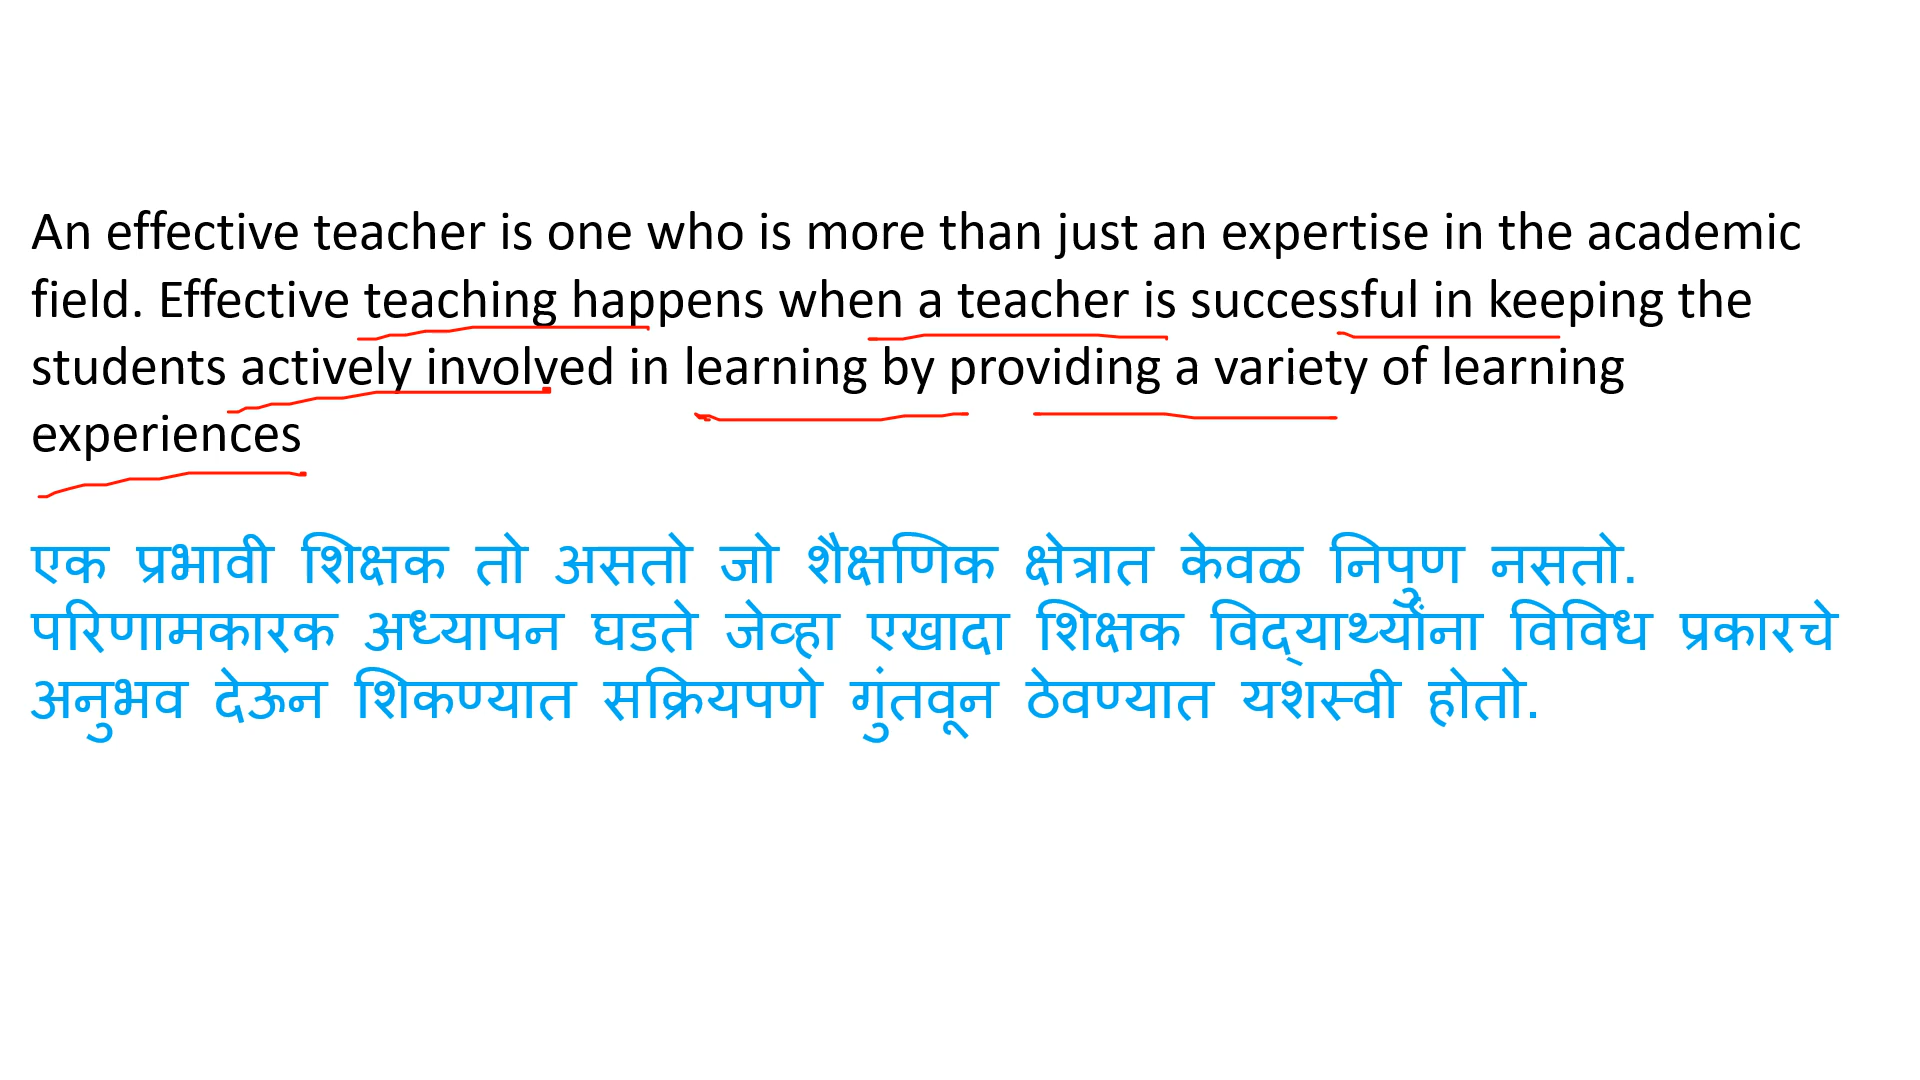 An effective teacher is one who is more than just an expertise in the academic
field. Effective teaching happens when a teacher is successful in keeping the
students actively involved in learning by providing a variety of learning
experiences
एक प्रभावी शिक्षक तो असतो जो शैक्षणिक क्षेत्रात केवळ निपुण नसतो.
परिणामकारक अध्यापन घडते जेव्हा एखादा शिक्षक विद्यार्थ्यांना विविध प्रकारचे
अनुभव देऊन शिकण्यात सक्रियपणे गुंतवून ठेवण्यात यशस्वी होतो.